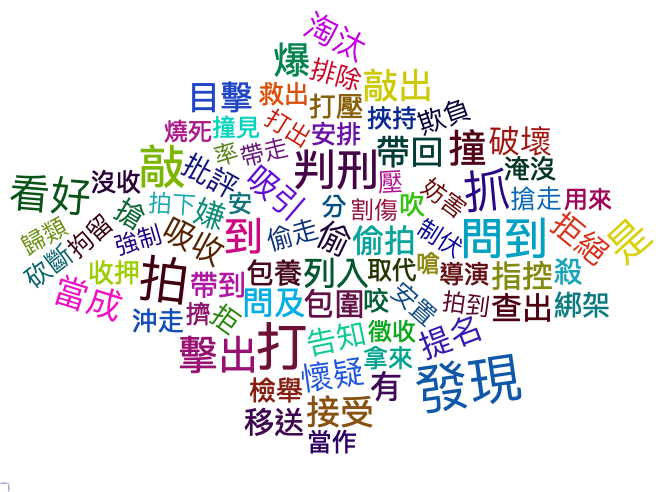 淘汰
爆
排除
敲出
目擊
救出
打壓
挾持
欺負
燒死
撞見
打出
安排
率
帶走
敲
批評
判刑
帶回
撞
破壞
看好
沒收
吸引
壓
妨害
抓
淹沒
搶走
用來
搶
拍下
嫌
安
分
割傷
吹
歸類
拘留
強制
吸收
到
偷走
偷
偷拍
制伏
問到
拒絕
是
砍斷
收押
當成
拍
帶到
包養
列入
取代
嗆
導演
指控
殺
問及
包圍
咬
安置
拍到
查出
綁架
沖走
擠
拒
擊出
打
告知
徵收
提名
拿來
懷疑
有
發現
檢舉
移送
接受
當作